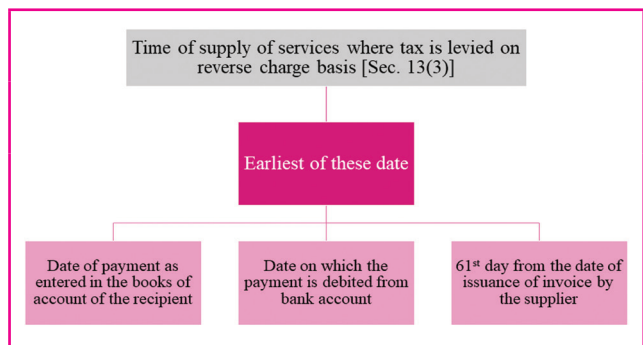 Time of supply of services where tax is levied on
reverse charge basis [Sec. 13(3)]
Earliest of these date
Date of payment as
entered in the books of
account of the recipient
Date on which the
payment is debited from
bank account
61st day from the date of
issuance of invoice by
the supplier